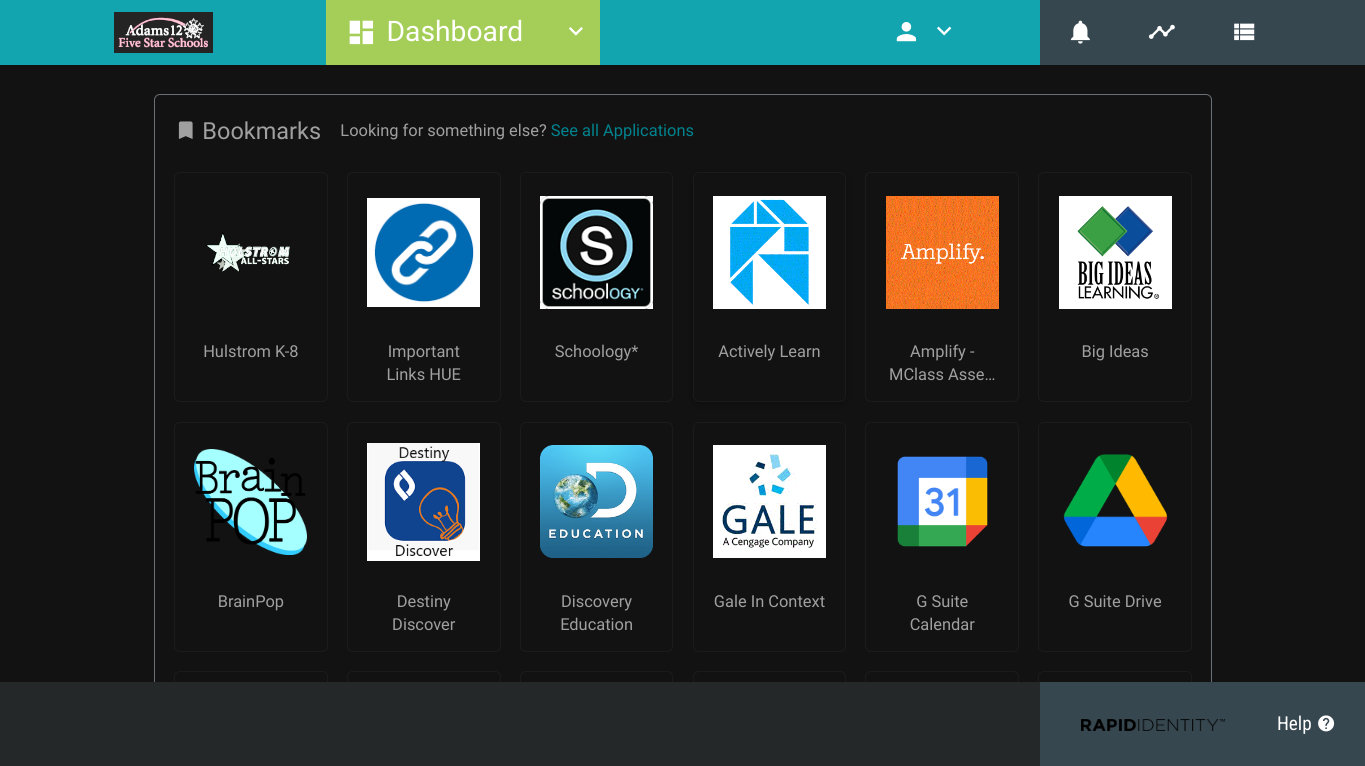 Adams12
Five Star Schools
Dashboard
Bookmarks
Looking for something else? See all Applications
ALL-STARS
Hulstrom K-8
Important
Links HUE
S
schoology®
Schoology*
Actively Learn
Amplify.
Amplify -
MClass Asse...
BIG IDEAS
LEARNING®
Big Ideas
Brain
POP
BrainPop
Destiny
Discover
Destiny
Discover
D
EDUCATION
Discovery
Education
GALE
A Cengage Company
Gale In Context
31
G Suite
Calendar
G Suite Drive
RAPIDIDENTITY™
Help ?